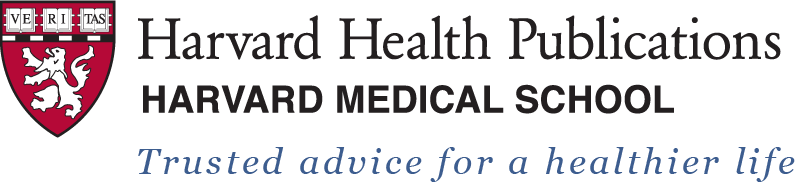 VE RI TAS
Harvard Health Publications
HARVARD MEDICAL SCHOOL
Trusted advice for a healthier life